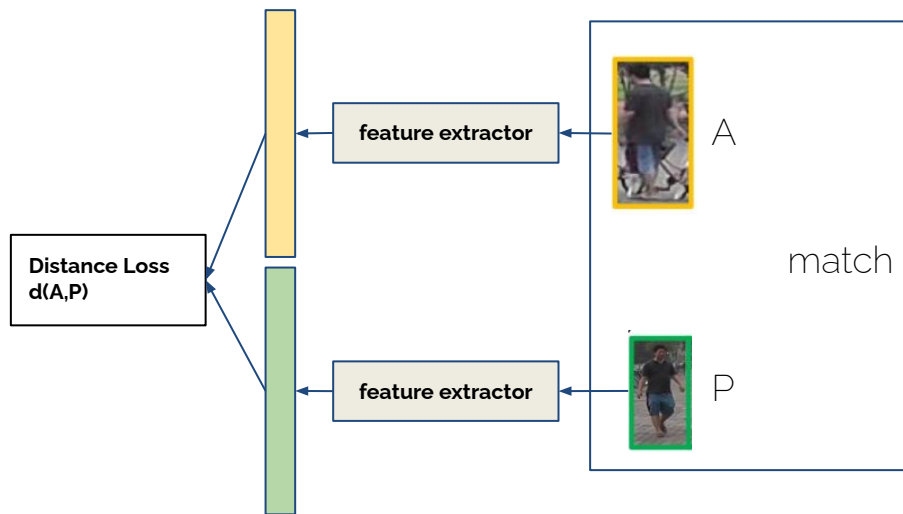 feature extractor
A
match
Distance Loss
d(A,P)
feature extractor
P